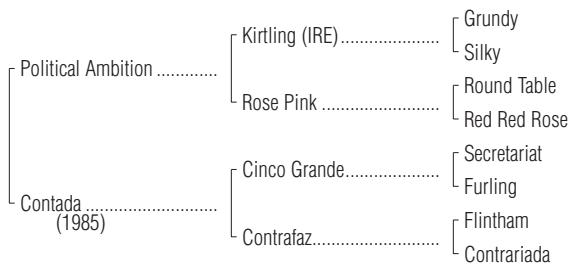 Grundy
Kirtling (IRE)
Silky
Political Ambition
Round Table
Rose Pink
Red Red Rose
Secretariat
Cinco Grande
Furling
Contada
(1985)
Flintham
Contrafaz
Contrariada